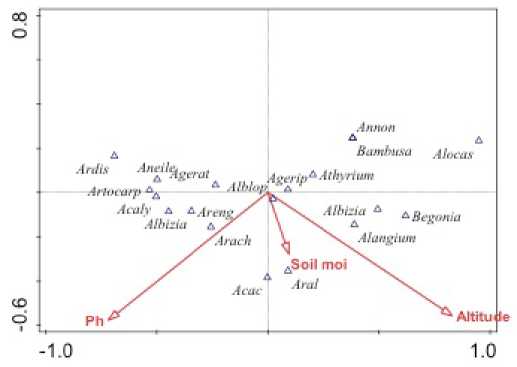 0.8
Annon
Bambusa
Alocas
Ardis
Aneile
Agerat
Agerip
Athyrium
Alblop
Artocarp
Acaly
Areng
Albizia
Begonia
Albizia
Arach
Alangium
Soil moi
Acac
Aral
Ph
Altitude
-0.6
-1.0
1.0